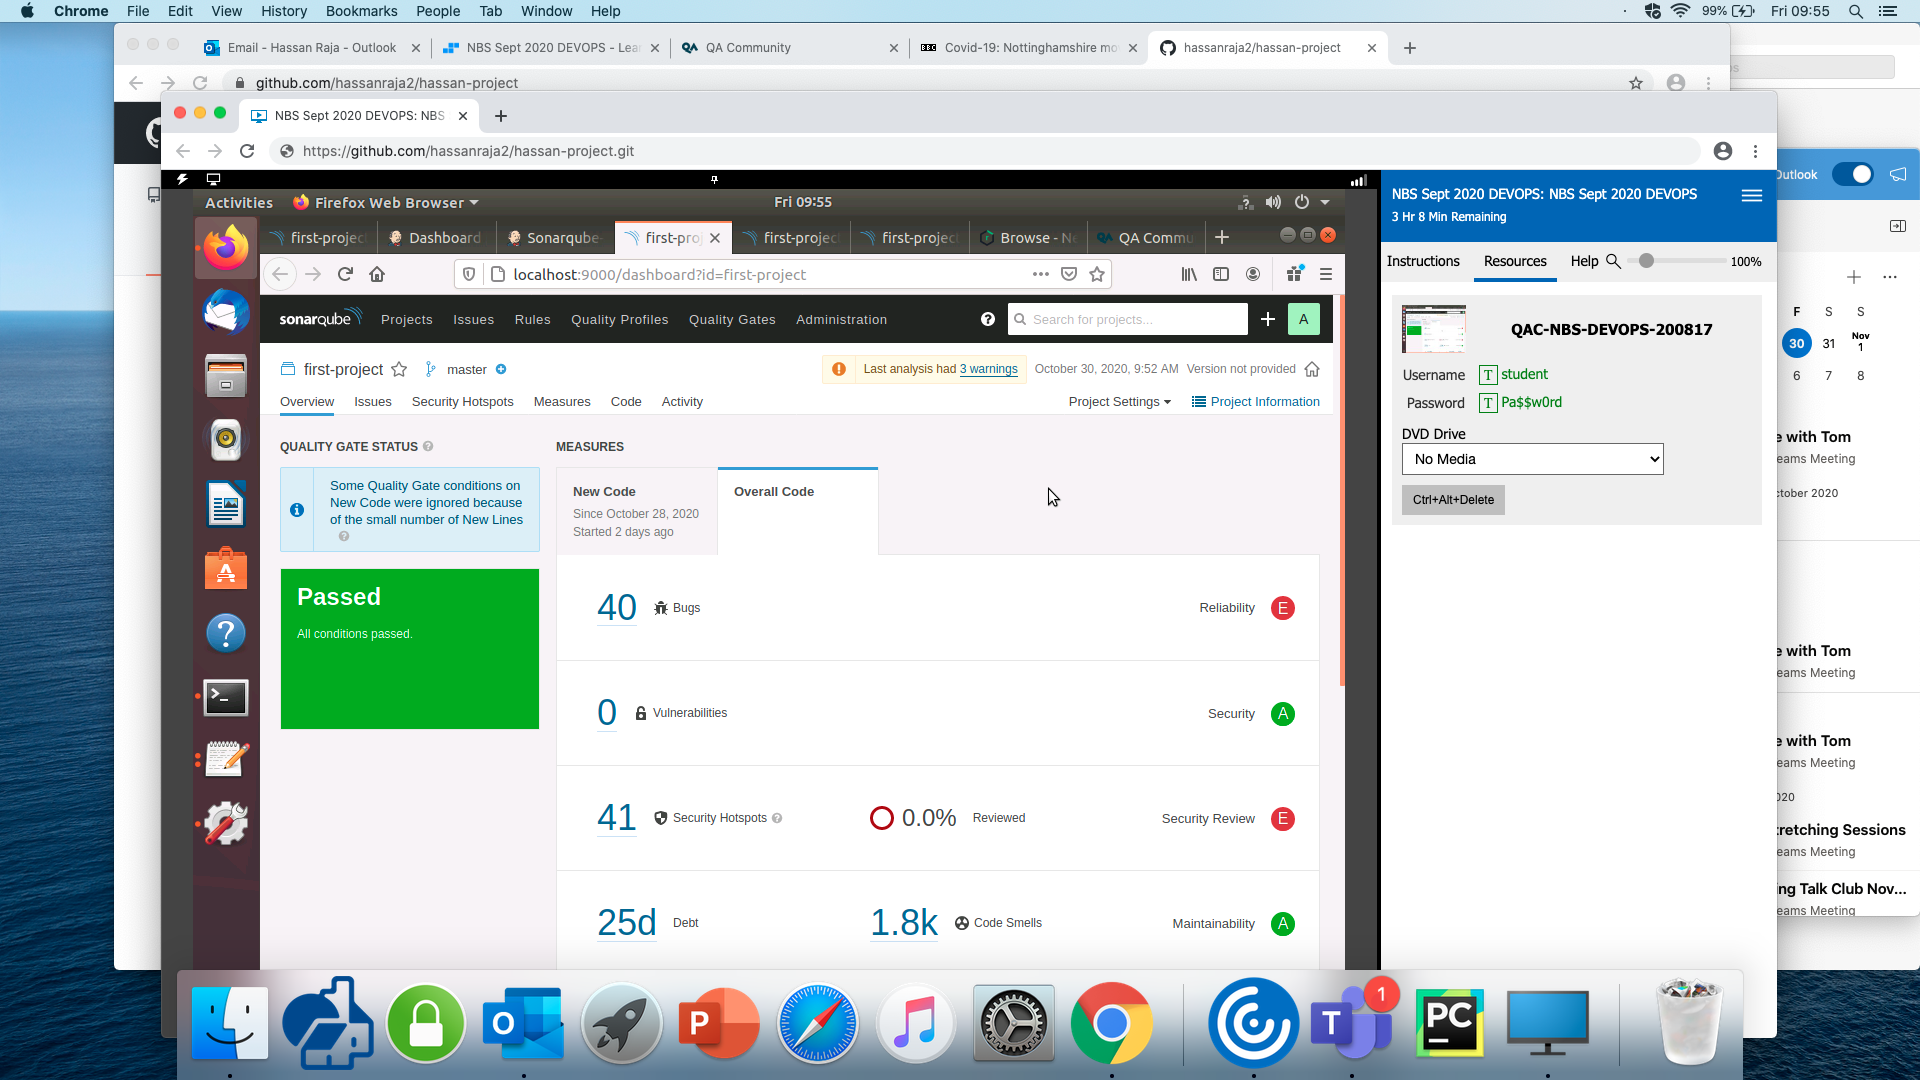 Chrome File Edit View History Bookmarks People Tab Window Help
99% Fri 09:55
Email - Hassan Raja - Outlook
NBS Sept 2020 DEVOPS - Lea
QA Community
BBC Covid-19: Nottinghamshire mo
hassanraja2/hassan-project
github.com/hassanraja2/hassan-project
NBS Sept 2020 DEVOPS: NBS
https://github.com/hassanraja2/hassan-project.git
Activities Firefox Web Browser Fri 09:55
first-projec Dashboard Sonarqube- first-pro first-projec first-projec Browse - Ne QA Commu
localhost:9000/dashboard?id=first-project
sonarqube Projects Issues Rules Quality Profiles Quality Gates Administration
Search for projects...
A
first-project master
Last analysis had 3 warnings October 30, 2020, 9:52 AM Version not provided
Overview Issues Security Hotspots Measures Code Activity
Project Settings Project Information
QUALITY GATE STATUS
Some Quality Gate conditions on
New Code were ignored because
of the small number of New Lines
Passed
All conditions passed.
MEASURES
New Code
Since October 28, 2020
Started 2 days ago
Overall Code
40 Bugs Reliability E
0 Vulnerabilities Security A
41 Security Hotspots 0.0% Reviewed Security Review E
25d Debt 1.8k Code Smells Maintainability A
NBS Sept 2020 DEVOPS: NBS Sept 2020 DEVOPS
3 Hr 8 Min Remaining
Instructions Resources Help 100%
QAC-NBS-DEVOPS-200817
Username T student
Password T Pa$$w0rd
DVD Drive
No Media
Ctrl+Alt+Delete
Outlook
F S S
30 31 Nov
1
6 7 8
e with Tom
eams Meeting
ctober 2020
e with Tom
eams Meeting
e with Tom
eams Meeting
020
tretching Sessions
eams Meeting
ing Talk Club Nov...
eams Meeting
O P T 1 PC